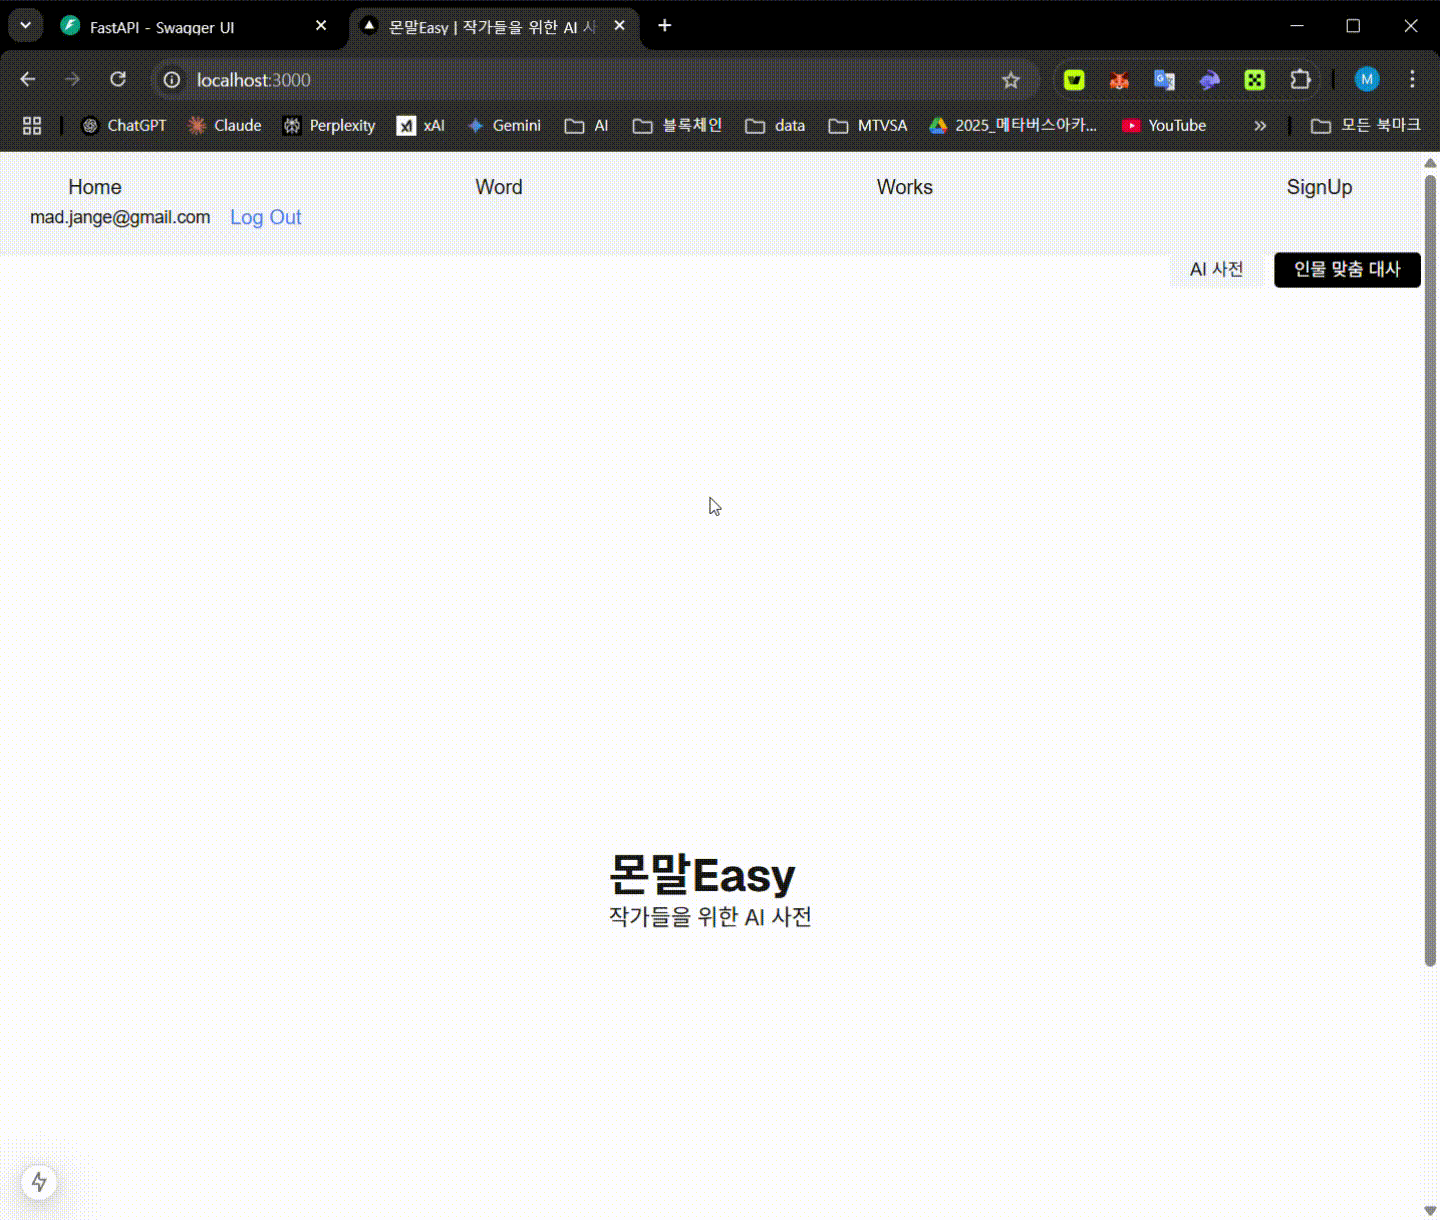 FastAPI - Swagger UI
몬말Easy | 작가들을 위한 AI 사
localhost:3000
M
ChatGPT
Claude
Perplexity
xAI
Gemini
AI
블록체인
data
MTVSA
2025_메타버스아카...
YouTube
모든 북마크
Home
Word
Works
SignUp
mad.jange@gmail.com
Log Out
AI 사전
인물 맞춤 대사
몬말Easy
작가들을 위한 AI 사전